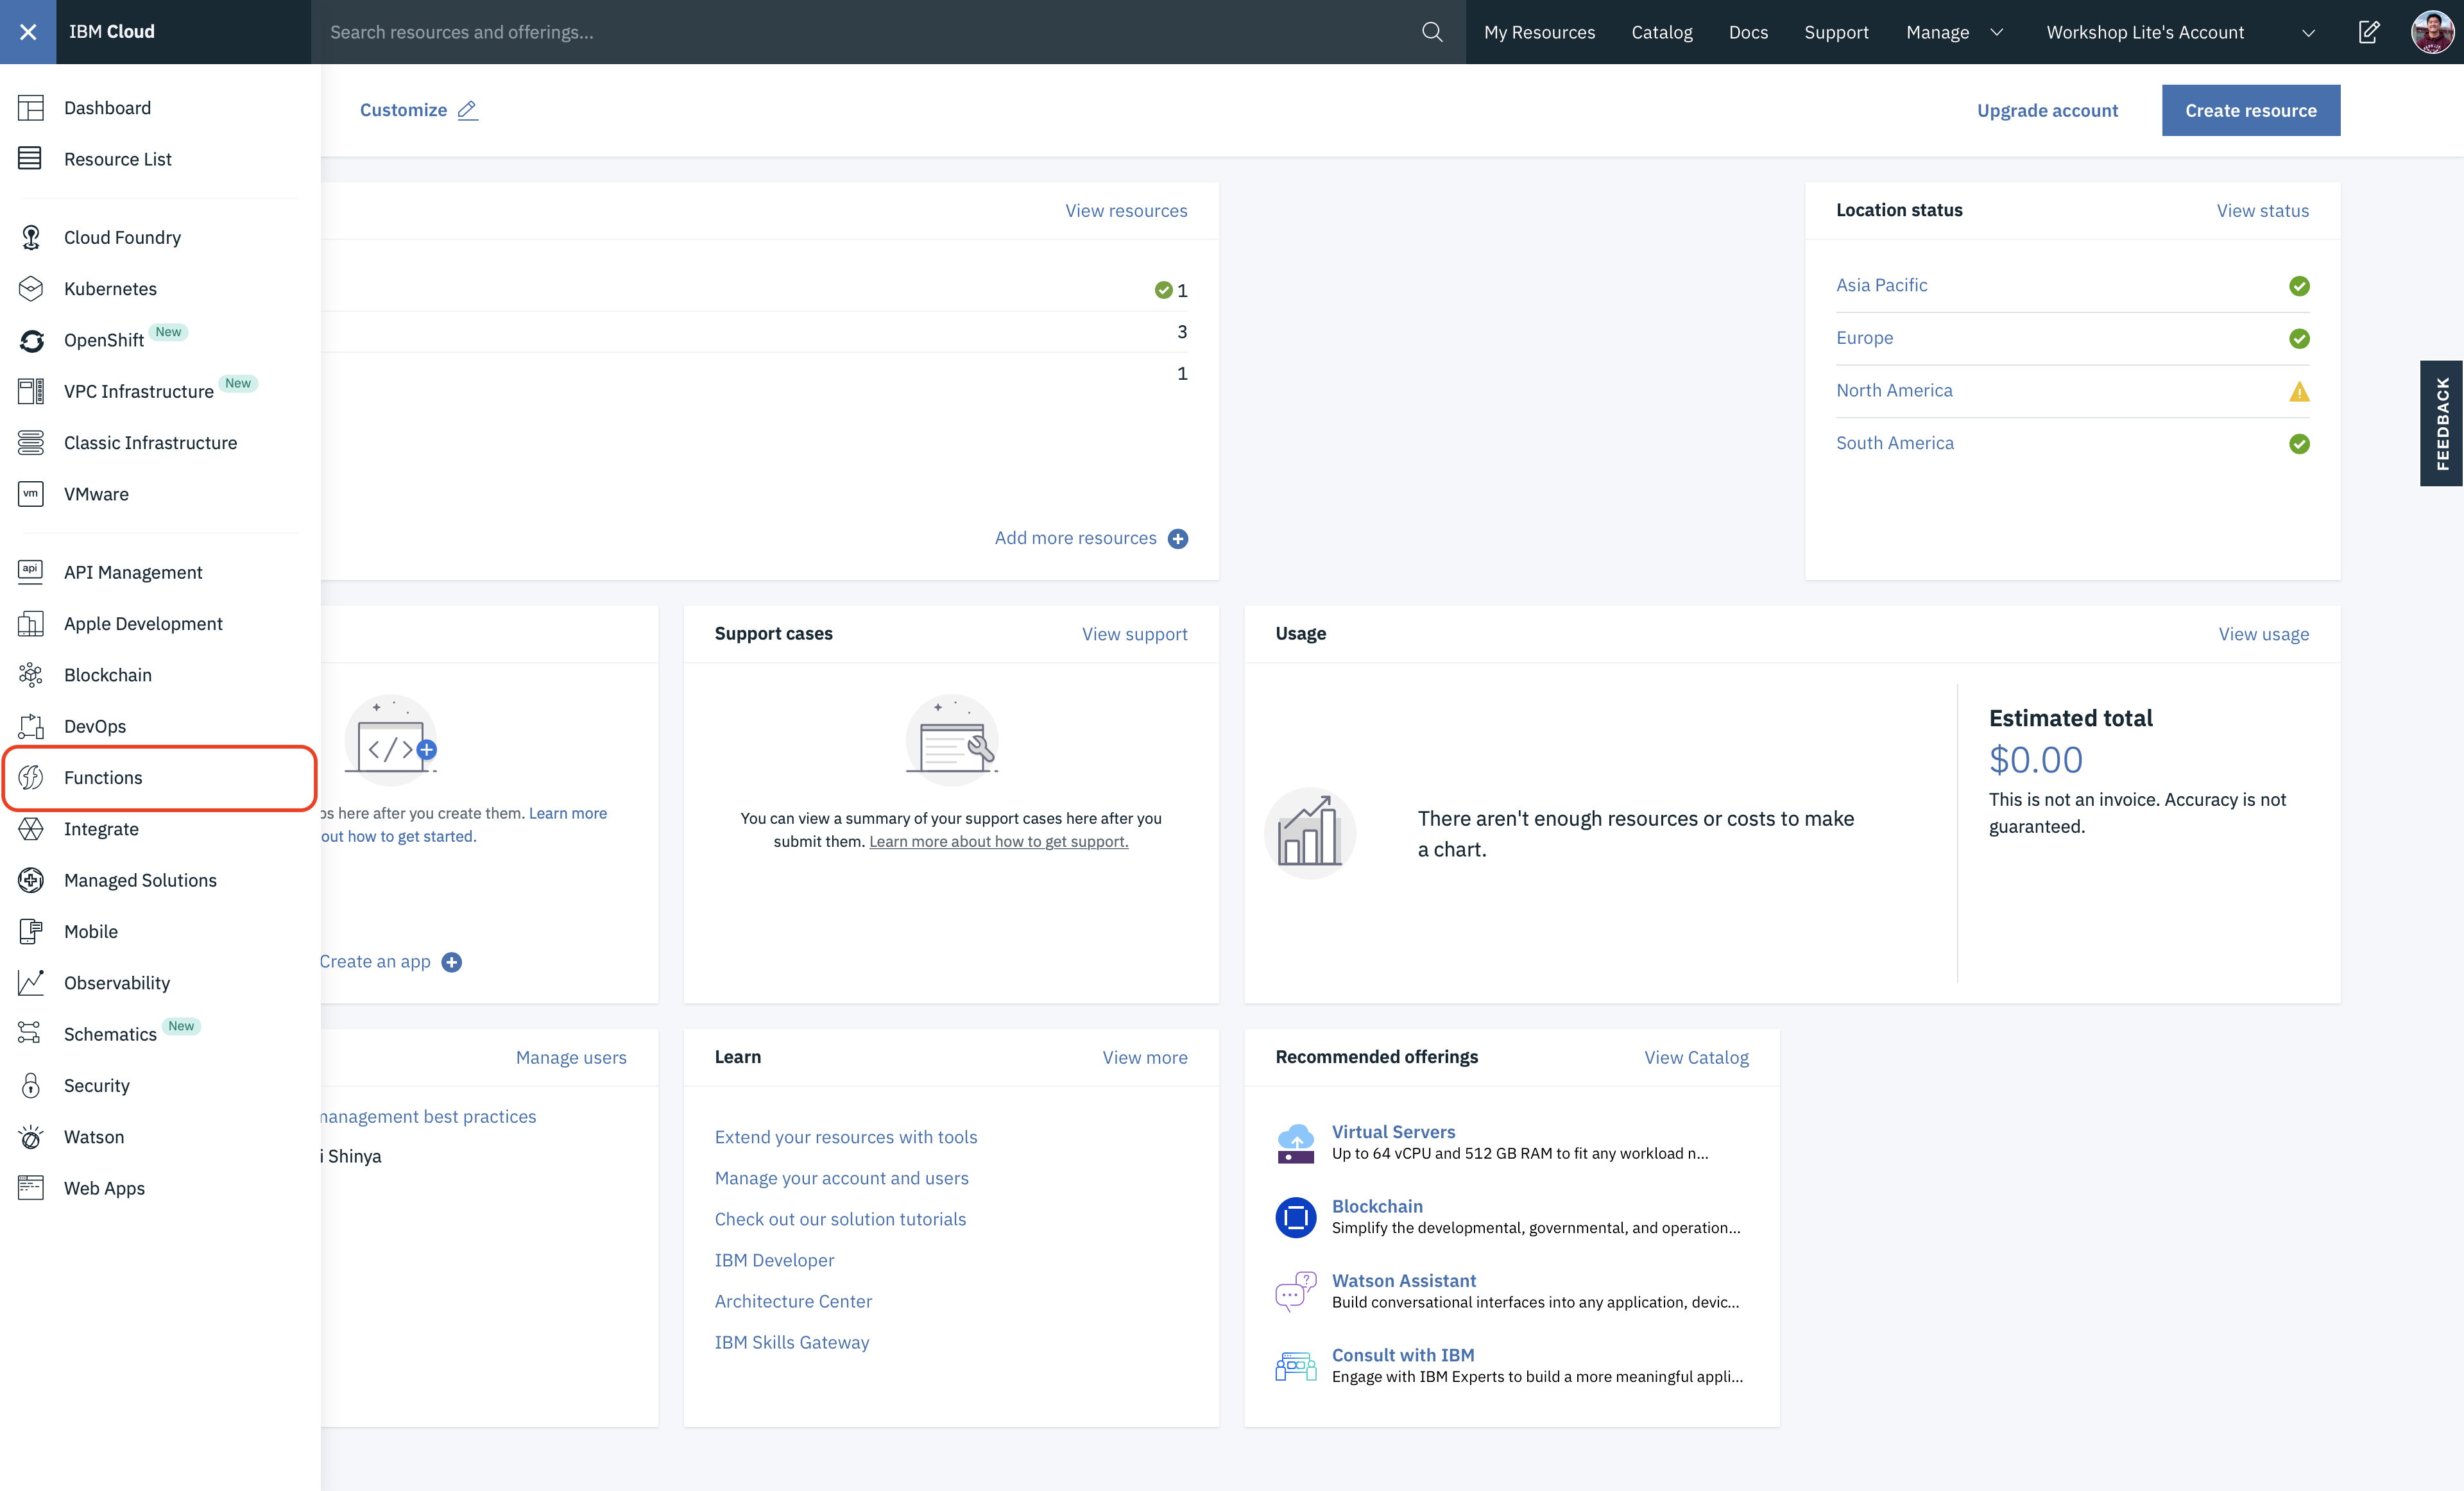 IBM Cloud
Search resources and offerings...
My Resources
Catalog
Docs
Support
Manage
Workshop Lite's Account
Dashboard
Resource List
Cloud Foundry
Kubernetes
OpenShift New
VPC Infrastructure New
Classic Infrastructure
vm VMware
api API Management
Apple Development
Blockchain
DevOps
Functions
Integrate
Managed Solutions
Mobile
Observability
Schematics New
Security
Watson
Web Apps
Customize
Upgrade account
Create resource
View resources
1
3
1
Add more resources
Location status
View status
Asia Pacific
Europe
North America
South America
FEEDBACK
ps here after you create them. Learn more
out how to get started.
Create an app
Support cases
View support
You can view a summary of your support cases here after you
submit them. Learn more about how to get support.
Usage
View usage
There aren't enough resources or costs to make
a chart.
Estimated total
$0.00
This is not an invoice. Accuracy is not
guaranteed.
Manage users
management best practices
i Shinya
Learn
View more
Extend your resources with tools
Manage your account and users
Check out our solution tutorials
IBM Developer
Architecture Center
IBM Skills Gateway
Recommended offerings
View Catalog
Virtual Servers
Up to 64 vCPU and 512 GB RAM to fit any workload n...
Blockchain
Simplify the developmental, governmental, and operation...
Watson Assistant
Build conversational interfaces into any application, devic...
Consult with IBM
Engage with IBM Experts to build a more meaningful appli...